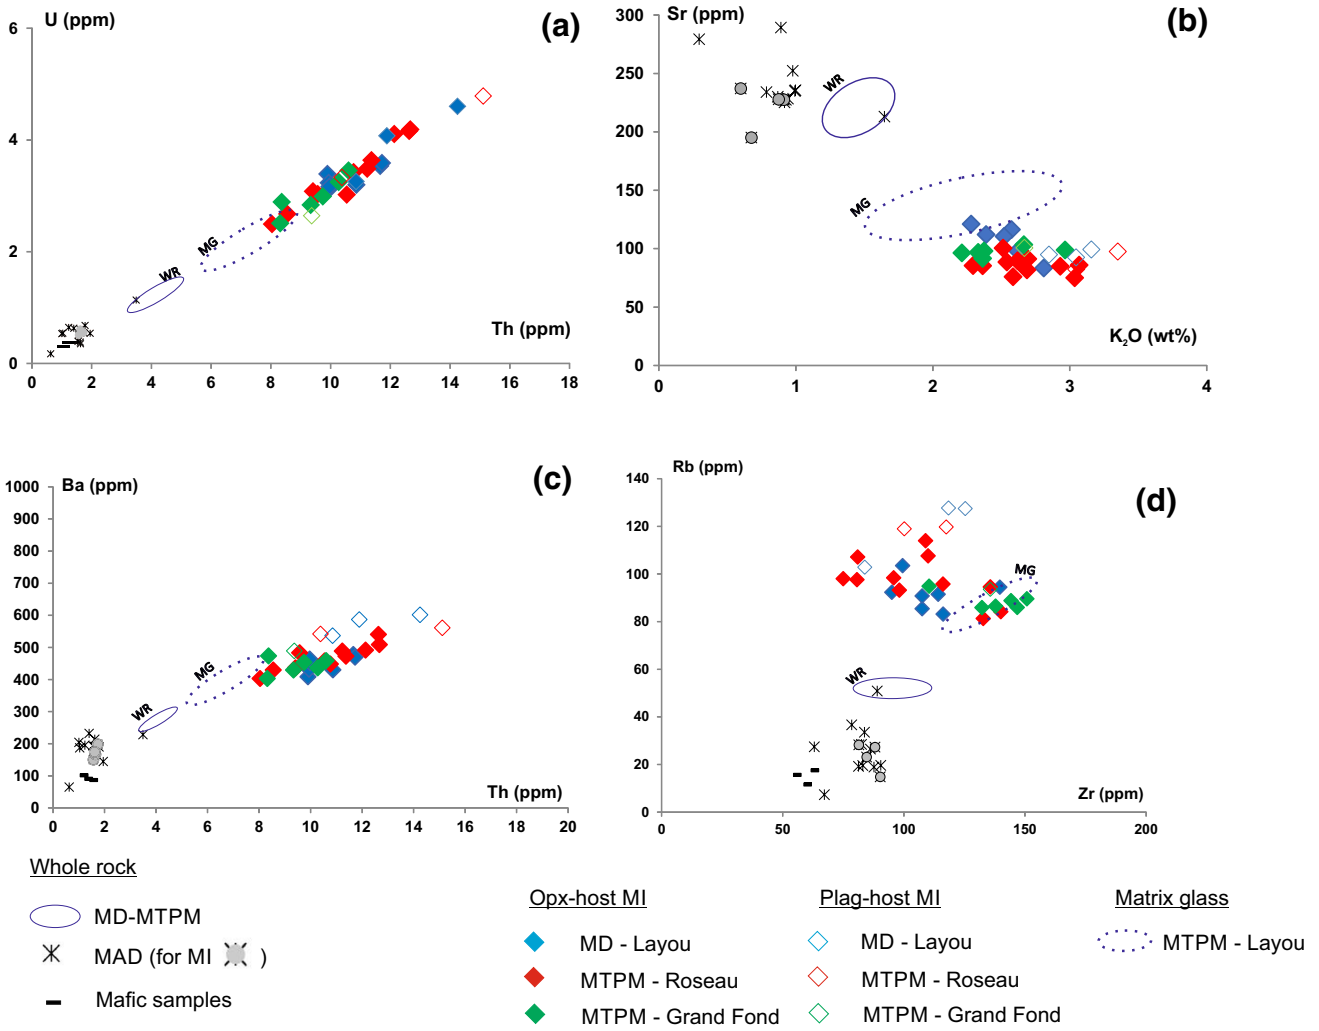 U (ppm)
(a)
6
4
2
0
MG
WR
Th (ppm)
0 2 4 6 8 10 12 14 16 18
Sr (ppm)
(b)
300
250
200
150
100
50
0
WR
MG
K2O (wt%)
0 1 2 3 4
Ba (ppm)
(c)
1000
900
800
700
600
500
400
300
200
100
0
MG
WR
Th (ppm)
0 2 4 6 8 10 12 14 16 18 20
Rb (ppm)
(d)
140
120
100
80
60
40
20
0
MG
WR
Zr (ppm)
0 50 100 150 200
Whole rock
MD-MTPM
MAD (for MI )
Mafic samples
Opx-host MI
MD - Layou
MTPM - Roseau
MTPM - Grand Fond
Plag-host MI
MD - Layou
MTPM - Roseau
MTPM - Grand Fond
Matrix glass
MTPM - Layou